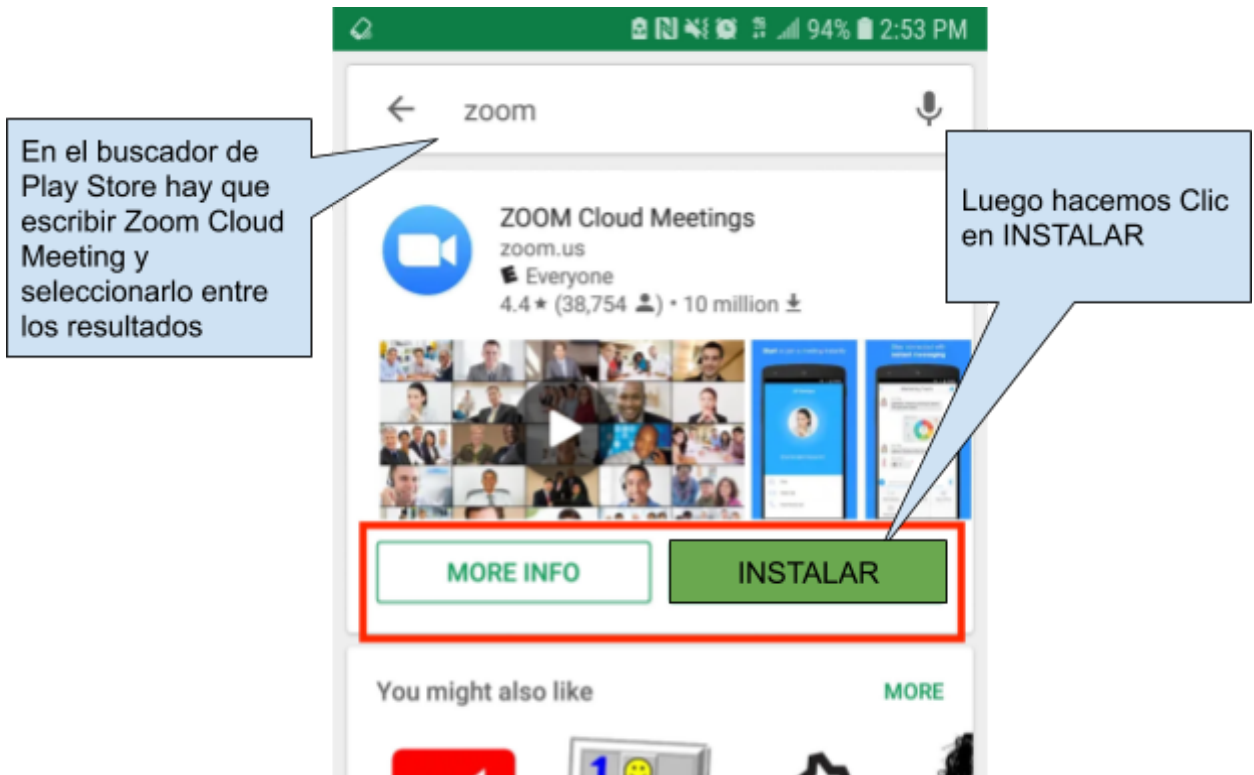 94% 2:53 PM
zoom
En el buscador de
Play Store hay que
escribir Zoom Cloud
Meeting y
seleccionarlo entre
los resultados
Luego hacemos Clic
en INSTALAR
ZOOM Cloud Meetings
zoom.us
E Everyone
4.4★ (38,754 ) • 10 million
MORE INFO
INSTALAR
You might also like
MORE
1